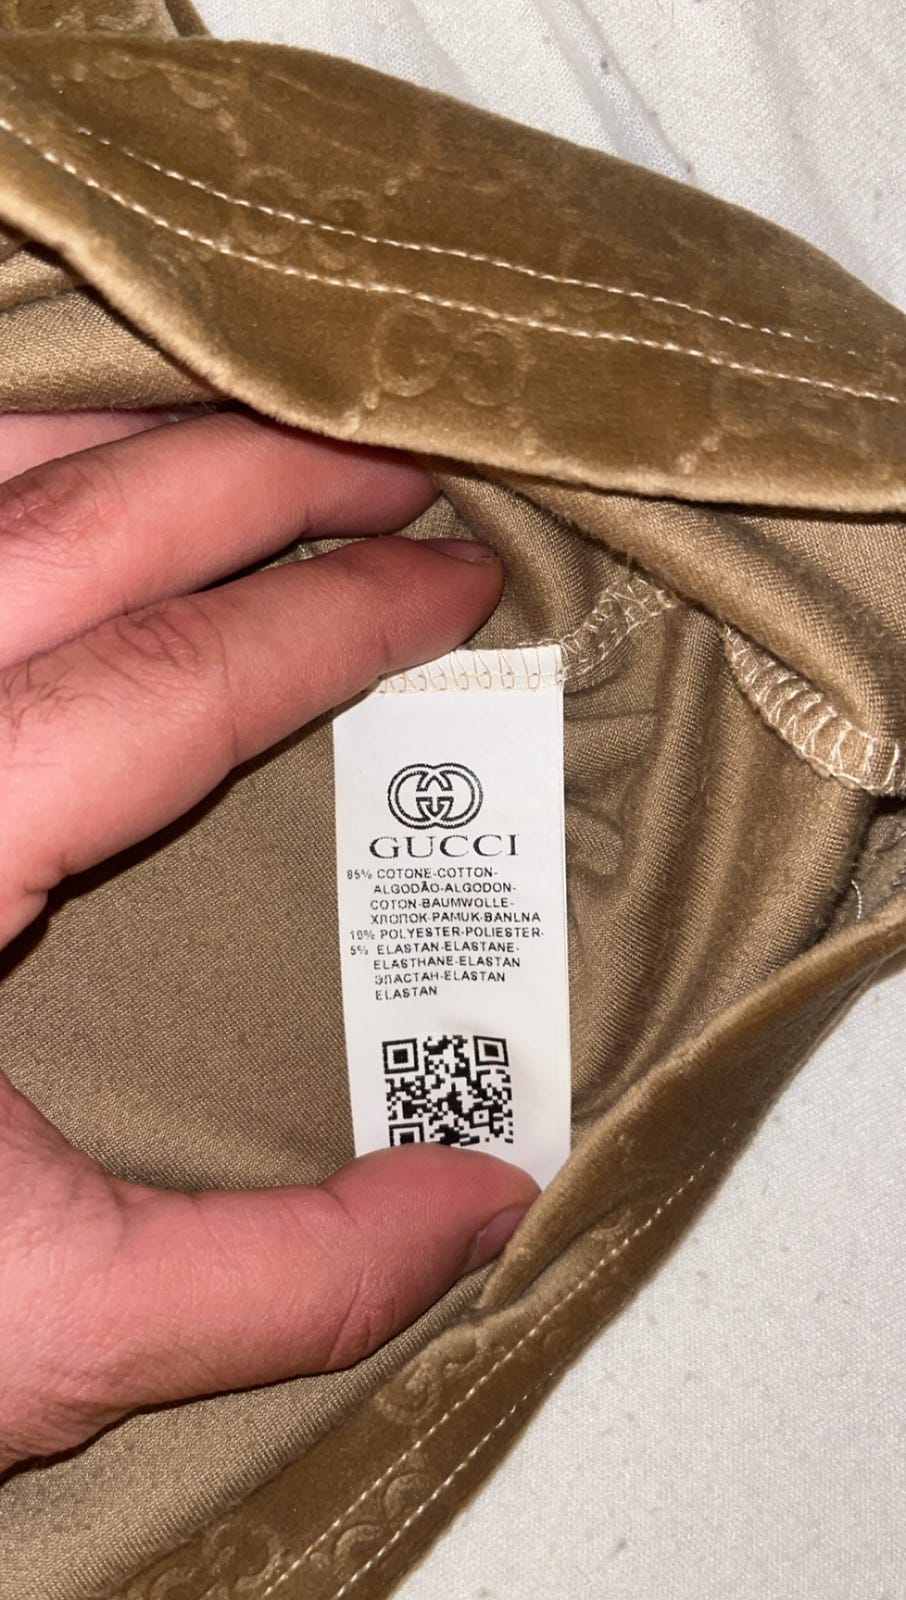 GUCCI
85% COTONE-COTTON-
ALGODÃO-ALGODON-
COTON-BAUMWOLLE-
ХЛОПОК-PAMUK-BANLNA
10% POLYESTER-POLIESTER-
5% ELASTAN-ELASTANE-
ELASTHANE-ELASTAN
ЭЛАСТАН-ELASTAN
ELASTAN